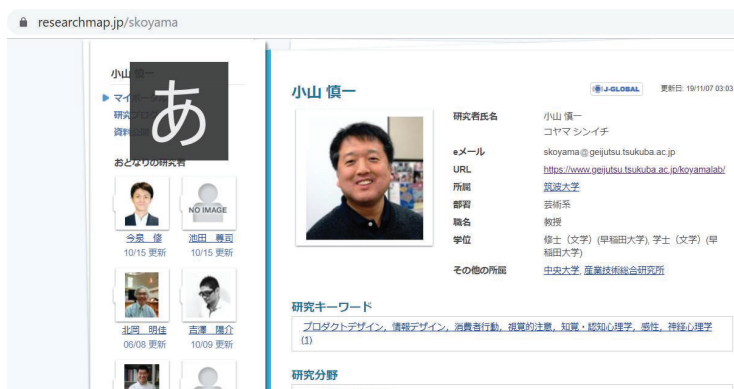 researchmap.jp/skoyama
小山 慎一
あ
おとなりの研究者
今泉 修
10/15 更新
NO IMAGE
池田 尊司
10/15 更新
北岡 明佳
06/08 更新
吉澤 陽介
10/09 更新
小山 慎一
J-GLOBAL
更新日: 19/11/07 03:03
研究者氏名
小山 慎一
コヤマ シンイチ
eメール
skoyama@geijutsu.tsukuba.ac.jp
URL
https://www.geijutsu.tsukuba.ac.jp/koyamalab/
所属
筑波大学
部署
芸術系
職名
教授
学位
修士（文学）(早稲田大学), 学士（文学）(早
稲田大学)
その他の所属
中央大学, 産業技術総合研究所
研究キーワード
プロダクトデザイン, 情報デザイン, 消費者行動, 視覚的注意, 知覚・認知心理学, 感性, 神経心理学
(1)
研究分野